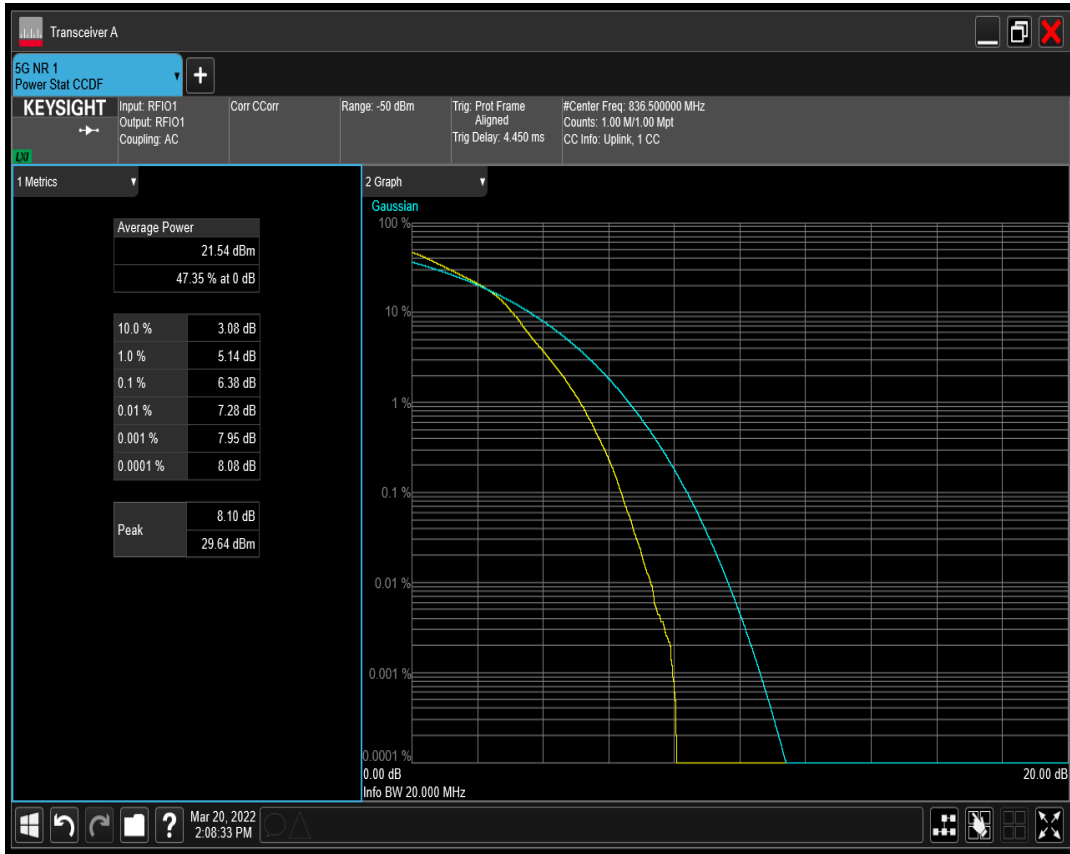 Transceiver A
5G NR 1
Power Stat CCDF
+
KEYSIGHT
LXI
Input: RFIO1
Output: RFIO1
Coupling: AC
Corr CCorr
Range: -50 dBm
Trig: Prot Frame
Aligned
Trig Delay: 4.450 ms
#Center Freq: 836.500000 MHz
Counts: 1.00 M/1.00 Mpt
CC Info: Uplink, 1 CC
1 Metrics
Average Power
21.54 dBm
47.35 % at 0 dB
10.0 % 3.08 dB
1.0 % 5.14 dB
0.1 % 6.38 dB
0.01 % 7.28 dB
0.001 % 7.95 dB
0.0001 % 8.08 dB
Peak
8.10 dB
29.64 dBm
2 Graph
Gaussian
100 %
10 %
1 %
0.1 %
0.01 %
0.001 %
0.0001 %
0.00 dB 20.00 dB
Info BW 20.000 MHz
?
Mar 20, 2022
2:08:33 PM